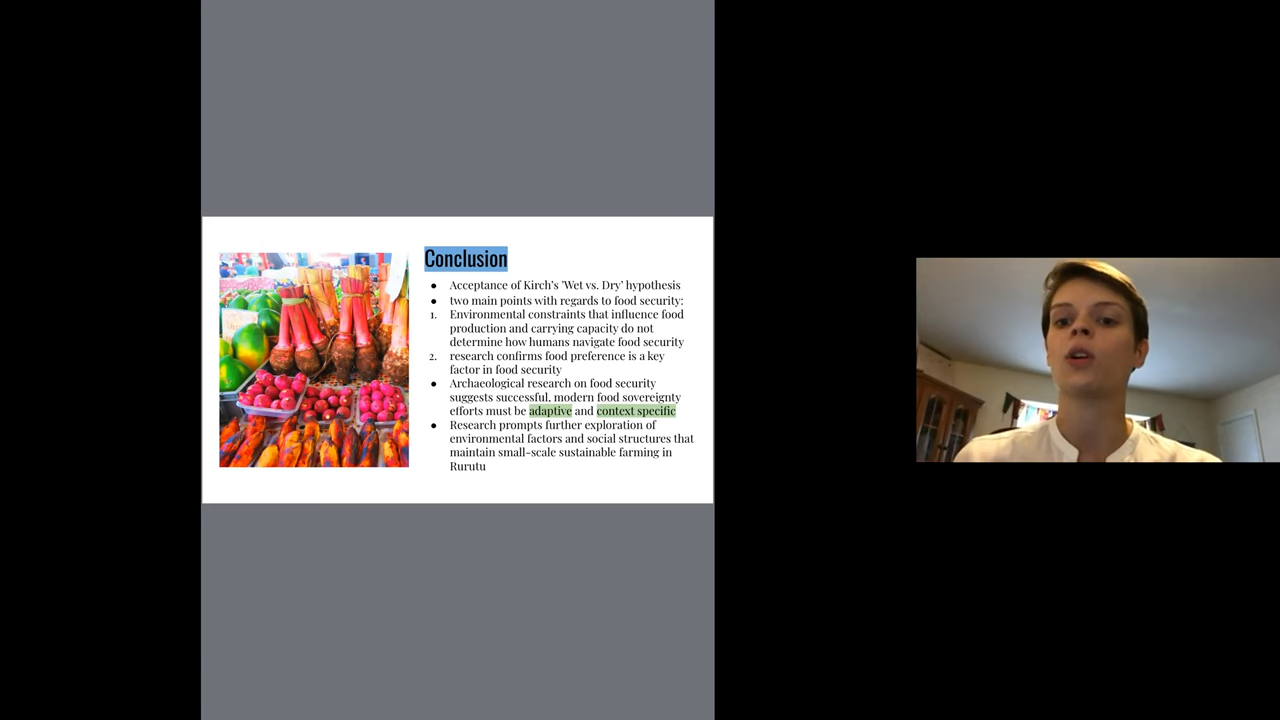 Conclusion
● Acceptance of Kirch's 'Wet vs. Dry' hypothesis
● two main points with regards to food security:
1. Environmental constraints that influence food
production and carrying capacity do not
determine how humans navigate food security
2. research confirms food preference is a key
factor in food security
● Archaeological research on food security
suggests successful, modern food sovereignty
efforts must be adaptive and context specific
● Research prompts further exploration of
environmental factors and social structures that
maintain small-scale sustainable farming in
Rurutu